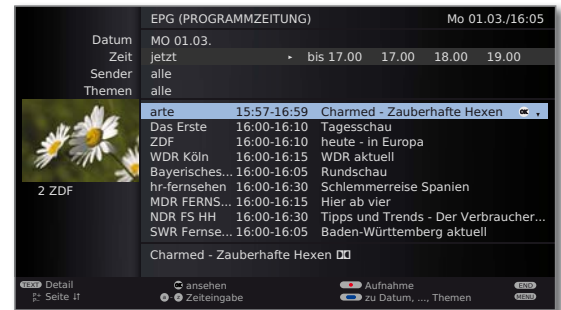 EPG (PROGRAMMZEITUNG) Mo 01.03./16:05
Datum MO 01.03.
Zeit jetzt bis 17.00 17.00 18.00 19.00
Sender alle
Themen alle
arte 15:57-16:59 Charmed - Zauberhafte Hexen OK
Das Erste 16:00-16:10 Tagesschau
ZDF 16:00-16:10 heute - in Europa
WDR Köln 16:00-16:15 WDR aktuell
Bayerisches... 16:00-16:05 Rundschau
hr-fernsehen 16:00-16:30 Schlemmerreise Spanien
MDR FERNS... 16:00-16:15 Hier ab vier
NDR FS HH 16:00-16:30 Tipps und Trends - Der Verbraucher...
SWR Fernse... 16:00-16:05 Baden-Württemberg aktuell
2 ZDF
Charmed - Zauberhafte Hexen
TEXT Detail OK ansehen Aufnahme END
P+ P- Seite 0-9 Zeiteingabe zu Datum, ..., Themen MENU